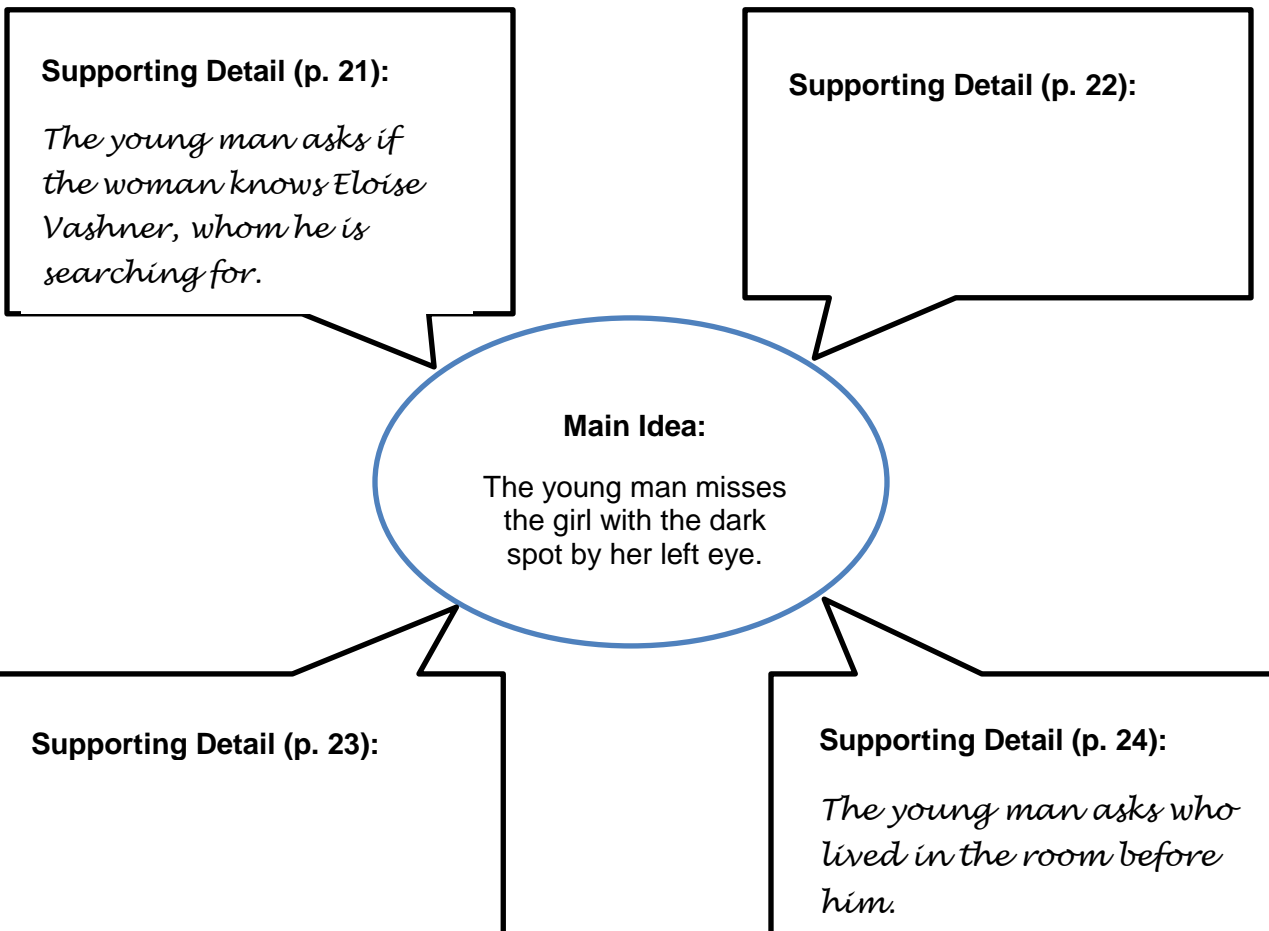 Supporting Detail (p. 21):
The young man asks if
the woman knows Eloise
Vashner, whom he is
searching for.
Supporting Detail (p. 22):
Main Idea:
The young man misses
the girl with the dark
spot by her left eye.
Supporting Detail (p. 23):
Supporting Detail (p. 24):
The young man asks who
lived in the room before
him.